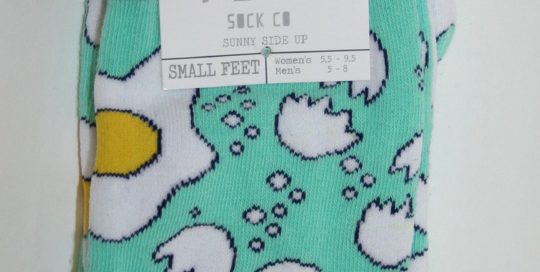 SOCK CO
SUNNY SIDE UP
SMALL FEET
Women's 5.5 - 9.5
Men's 5 - 8